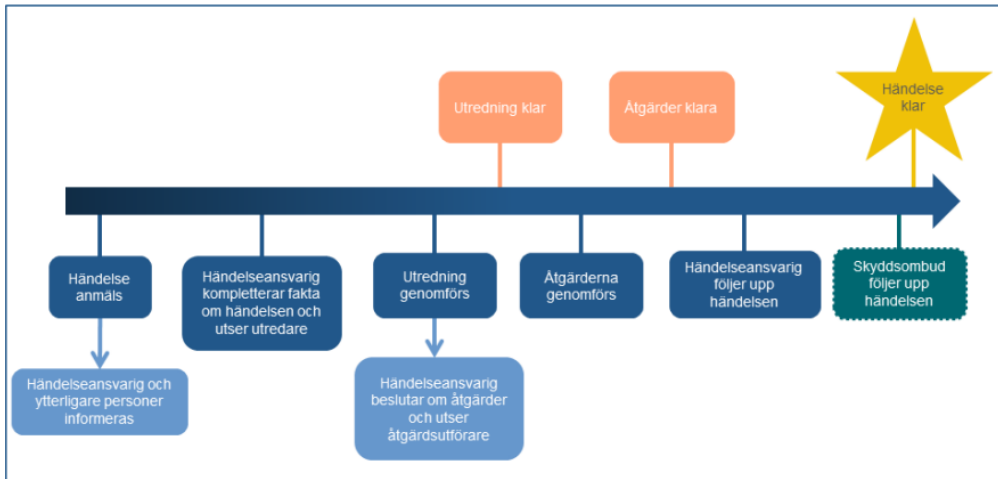 Utredning klar
Åtgärder klara
Händelse
klar
Händelse
anmäls
Händelseansvarig
kompletterar fakta
om händelsen och
utser utredare
Utredning
genomförs
Åtgärderna
genomförs
Händelseansvarig
följer upp
händelsen
Skyddsombud
följer upp
händelsen
Händelseansvarig och
ytterligare personer
informeras
Händelseansvarig
beslutar om åtgärder
och utser
åtgärdsutförare